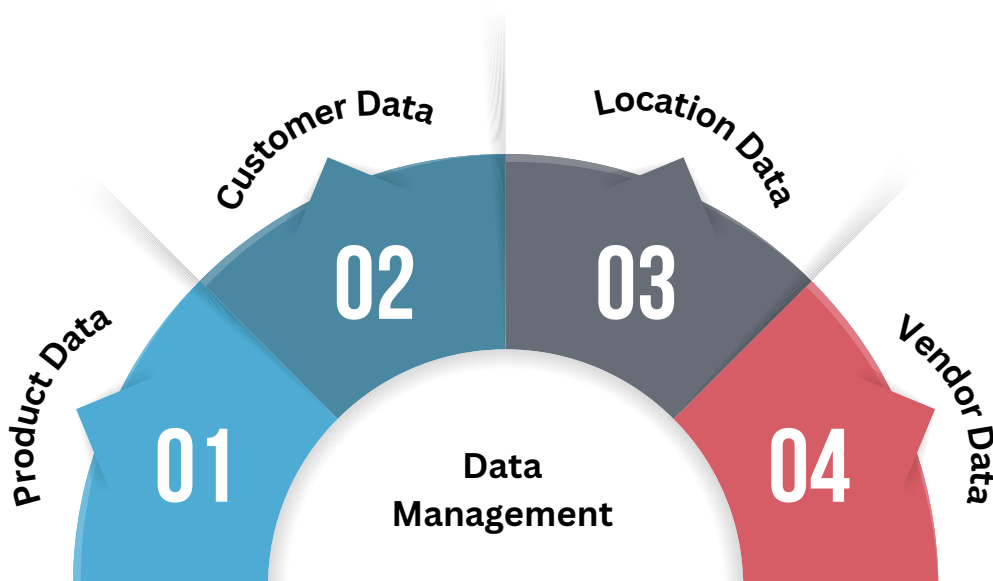 Product Data
01
Customer Data
02
Location Data
03
Vendor Data
04
Data
Management